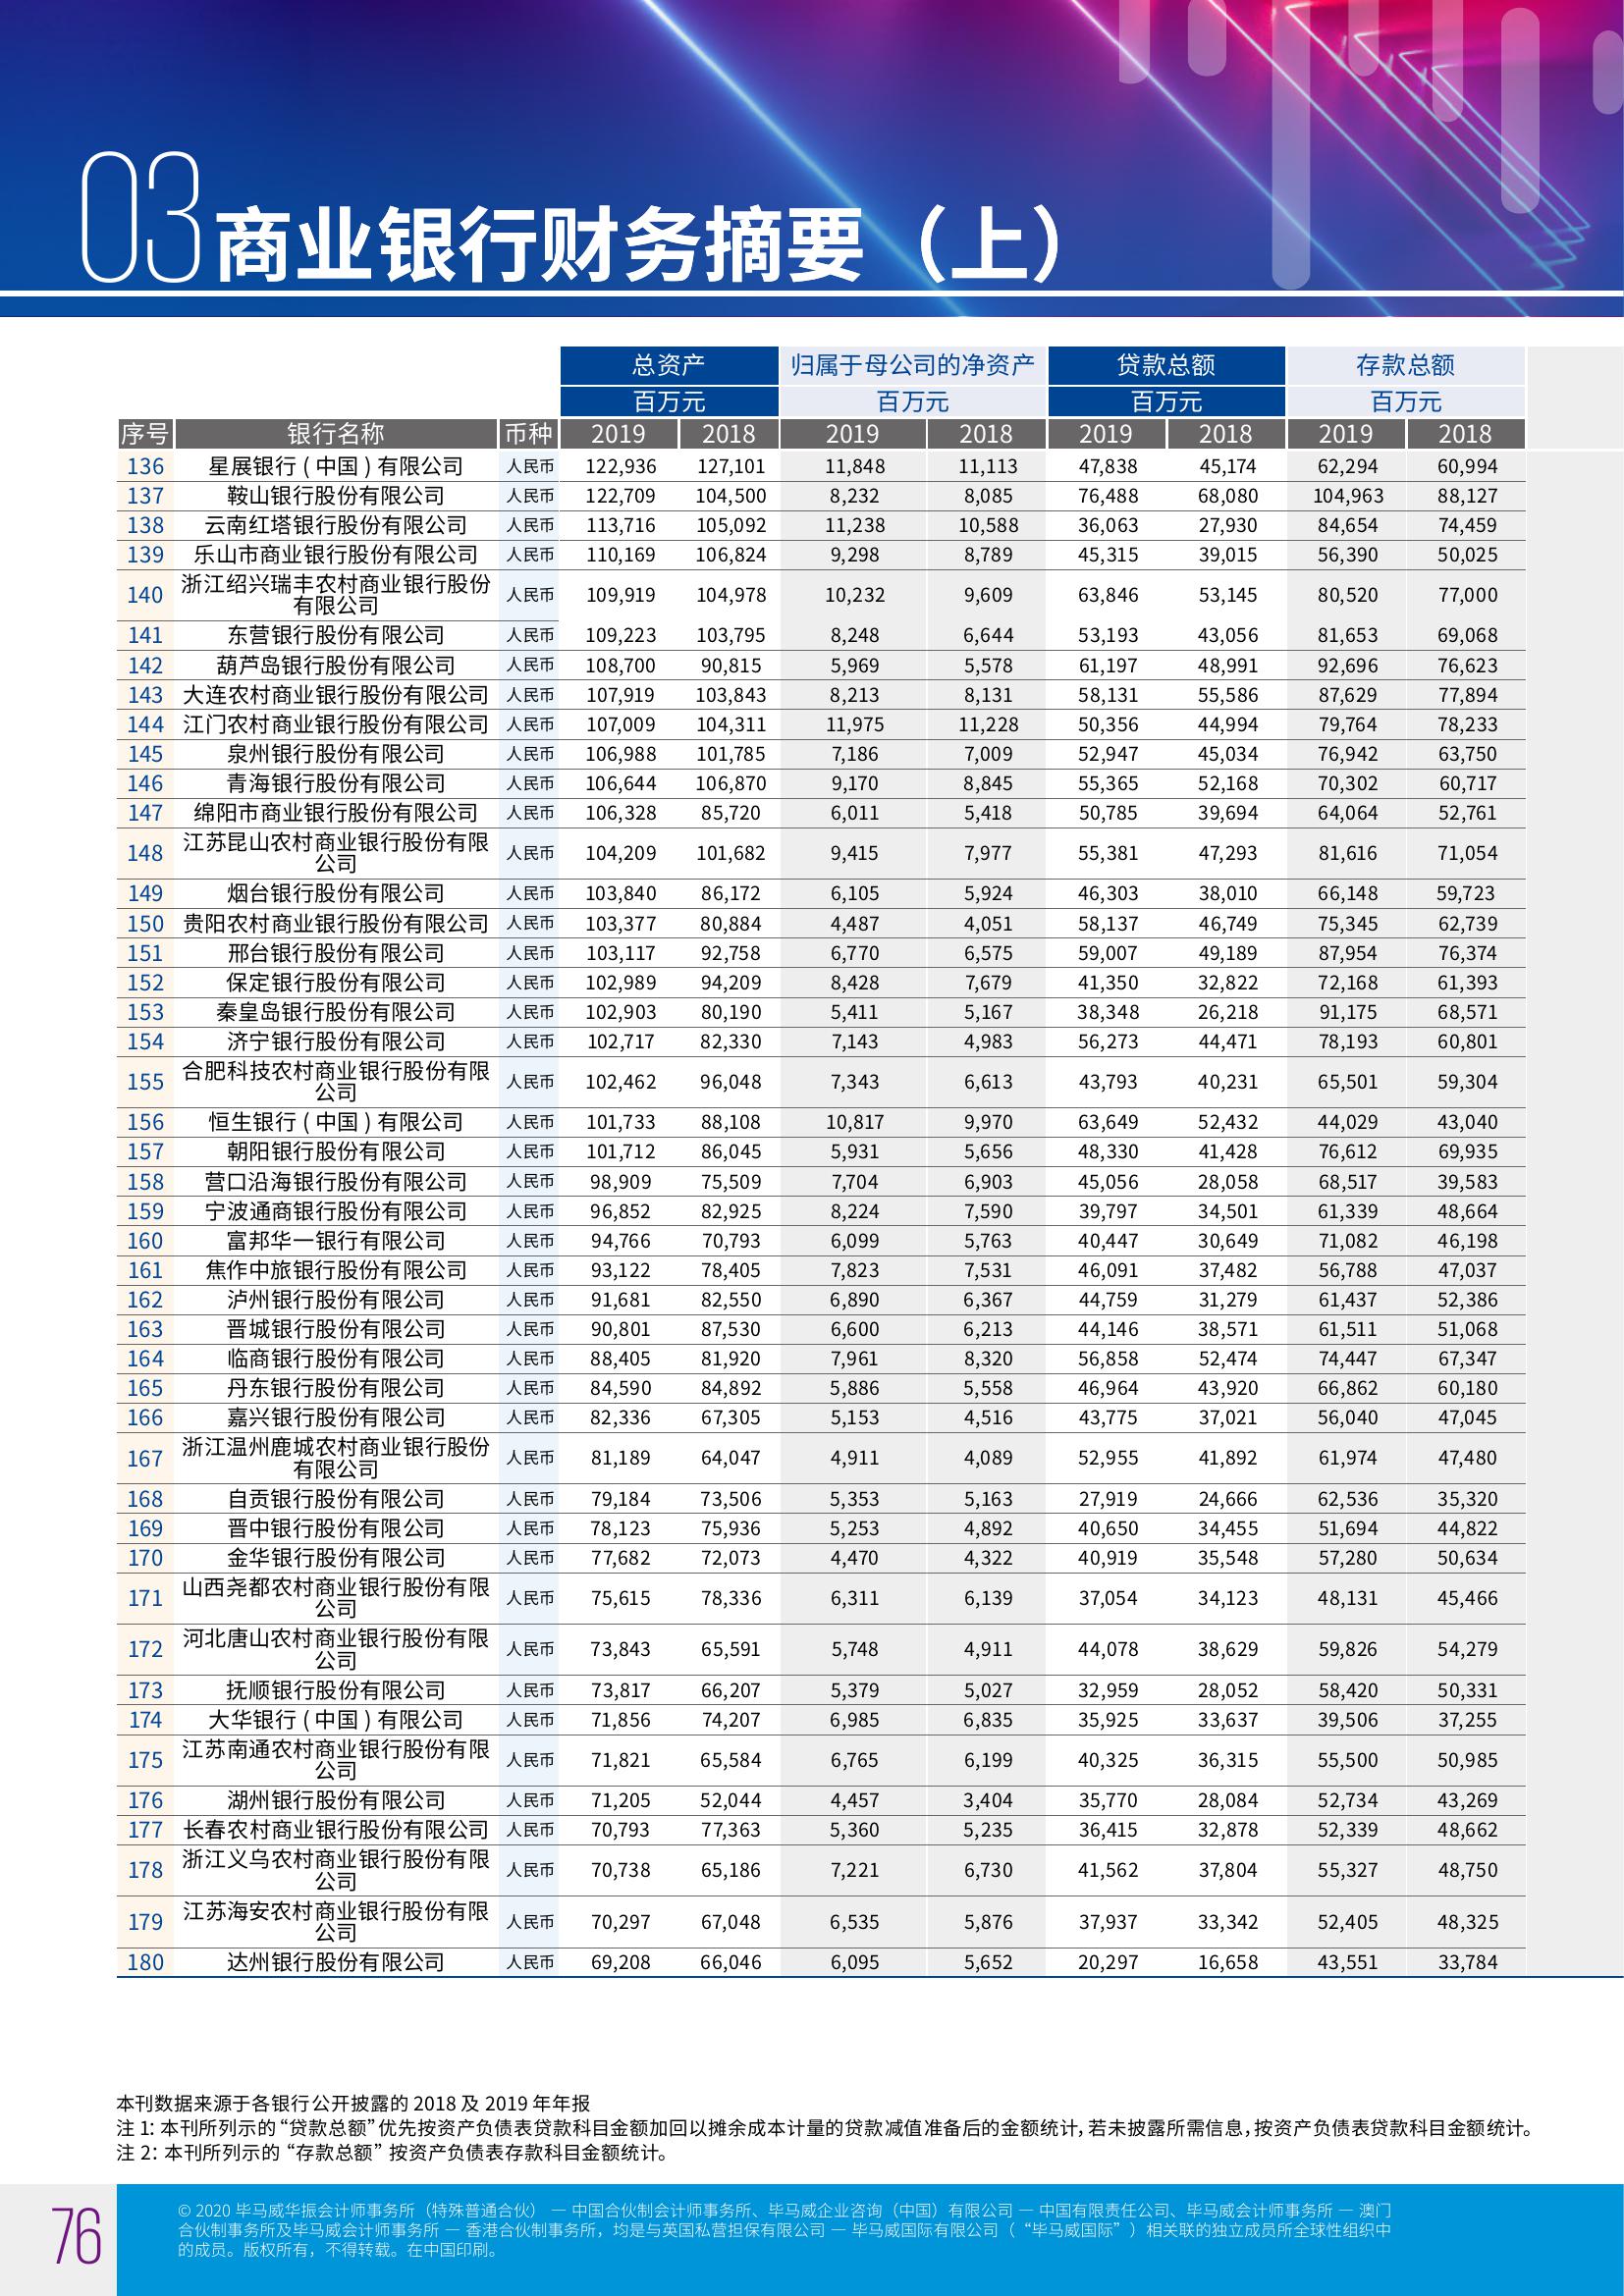 03 商业银行财务摘要（上）
总资产 归属于母公司的净资产 贷款总额 存款总额
百万元 百万元 百万元 百万元
序号 银行名称 币种 2019 2018 2019 2018 2019 2018 2019 2018
136 星展银行 ( 中国 ) 有限公司 人民币 122,936 127,101 11,848 11,113 47,838 45,174 62,294 60,994
137 鞍山银行股份有限公司 人民币 122,709 104,500 8,232 8,085 76,488 68,080 104,963 88,127
138 云南红塔银行股份有限公司 人民币 113,716 105,092 11,238 10,588 36,063 27,930 84,654 74,459
139 乐山市商业银行股份有限公司 人民币 110,169 106,824 9,298 8,789 45,315 39,015 56,390 50,025
140 浙江绍兴瑞丰农村商业银行股份
有限公司 人民币 109,919 104,978 10,232 9,609 63,846 53,145 80,520 77,000
141 东营银行股份有限公司 人民币 109,223 103,795 8,248 6,644 53,193 43,056 81,653 69,068
142 葫芦岛银行股份有限公司 人民币 108,700 90,815 5,969 5,578 61,197 48,991 92,696 76,623
143 大连农村商业银行股份有限公司 人民币 107,919 103,843 8,213 8,131 58,131 55,586 87,629 77,894
144 江门农村商业银行股份有限公司 人民币 107,009 104,311 11,975 11,228 50,356 44,994 79,764 78,233
145 泉州银行股份有限公司 人民币 106,988 101,785 7,186 7,009 52,947 45,034 76,942 63,750
146 青海银行股份有限公司 人民币 106,644 106,870 9,170 8,845 55,365 52,168 70,302 60,717
147 绵阳市商业银行股份有限公司 人民币 106,328 85,720 6,011 5,418 50,785 39,694 64,064 52,761
148 江苏昆山农村商业银行股份有限
公司 人民币 104,209 101,682 9,415 7,977 55,381 47,293 81,616 71,054
149 烟台银行股份有限公司 人民币 103,840 86,172 6,105 5,924 46,303 38,010 66,148 59,723
150 贵阳农村商业银行股份有限公司 人民币 103,377 80,884 4,487 4,051 58,137 46,749 75,345 62,739
151 邢台银行股份有限公司 人民币 103,117 92,758 6,770 6,575 59,007 49,189 87,954 76,374
152 保定银行股份有限公司 人民币 102,989 94,209 8,428 7,679 41,350 32,822 72,168 61,393
153 秦皇岛银行股份有限公司 人民币 102,903 80,190 5,411 5,167 38,348 26,218 91,175 68,571
154 济宁银行股份有限公司 人民币 102,717 82,330 7,143 4,983 56,273 44,471 78,193 60,801
155 合肥科技农村商业银行股份有限
公司 人民币 102,462 96,048 7,343 6,613 43,793 40,231 65,501 59,304
156 恒生银行 ( 中国 ) 有限公司 人民币 101,733 88,108 10,817 9,970 63,649 52,432 44,029 43,040
157 朝阳银行股份有限公司 人民币 101,712 86,045 5,931 5,656 48,330 41,428 76,612 69,935
158 营口沿海银行股份有限公司 人民币 98,909 75,509 7,704 6,903 45,056 28,058 68,517 39,583
159 宁波通商银行股份有限公司 人民币 96,852 82,925 8,224 7,590 39,797 34,501 61,339 48,664
160 富邦华一银行有限公司 人民币 94,766 70,793 6,099 5,763 40,447 30,649 71,082 46,198
161 焦作中旅银行股份有限公司 人民币 93,122 78,405 7,823 7,531 46,091 37,482 56,788 47,037
162 泸州银行股份有限公司 人民币 91,681 82,550 6,890 6,367 44,759 31,279 61,437 52,386
163 晋城银行股份有限公司 人民币 90,801 87,530 6,600 6,213 44,146 38,571 61,511 51,068
164 临商银行股份有限公司 人民币 88,405 81,920 7,961 8,320 56,858 52,474 74,447 67,347
165 丹东银行股份有限公司 人民币 84,590 84,892 5,886 5,558 46,964 43,920 66,862 60,180
166 嘉兴银行股份有限公司 人民币 82,336 67,305 5,153 4,516 43,775 37,021 56,040 47,045
167 浙江温州鹿城农村商业银行股份
有限公司 人民币 81,189 64,047 4,911 4,089 52,955 41,892 61,974 47,480
168 自贡银行股份有限公司 人民币 79,184 73,506 5,353 5,163 27,919 24,666 62,536 35,320
169 晋中银行股份有限公司 人民币 78,123 75,936 5,253 4,892 40,650 34,455 51,694 44,822
170 金华银行股份有限公司 人民币 77,682 72,073 4,470 4,322 40,919 35,548 57,280 50,634
171 山西尧都农村商业银行股份有限
公司 人民币 75,615 78,336 6,311 6,139 37,054 34,123 48,131 45,466
172 河北唐山农村商业银行股份有限
公司 人民币 73,843 65,591 5,748 4,911 44,078 38,629 59,826 54,279
173 抚顺银行股份有限公司 人民币 73,817 66,207 5,379 5,027 32,959 28,052 58,420 50,331
174 大华银行 ( 中国 ) 有限公司 人民币 71,856 74,207 6,985 6,835 35,925 33,637 39,506 37,255
175 江苏南通农村商业银行股份有限
公司 人民币 71,821 65,584 6,765 6,199 40,325 36,315 55,500 50,985
176 湖州银行股份有限公司 人民币 71,205 52,044 4,457 3,404 35,770 28,084 52,734 43,269
177 长春农村商业银行股份有限公司 人民币 70,793 77,363 5,360 5,235 36,415 32,878 52,339 48,662
178 浙江义乌农村商业银行股份有限
公司 人民币 70,738 65,186 7,221 6,730 41,562 37,804 55,327 48,750
179 江苏海安农村商业银行股份有限
公司 人民币 70,297 67,048 6,535 5,876 37,937 33,342 52,405 48,325
180 达州银行股份有限公司 人民币 69,208 66,046 6,095 5,652 20,297 16,658 43,551 33,784
本刊数据来源于各银行公开披露的 2018 及 2019 年年报
注 1: 本刊所列示的 “贷款总额” 优先按资产负债表贷款科目金额加回以摊余成本计量的贷款减值准备后的金额统计，若未披露所需信息，按资产负债表贷款科目金额统计。
注 2: 本刊所列示的 “存款总额” 按资产负债表存款科目金额统计。
76
© 2020 毕马威华振会计师事务所（特殊普通合伙） — 中国合伙制会计师事务所、毕马威企业咨询（中国）有限公司 — 中国有限责任公司、毕马威会计师事务所 — 澳门
合伙制事务所及毕马威会计师事务所 — 香港合伙制事务所，均是与英国私营担保有限公司 — 毕马威国际有限公司（ “毕马威国际” ）相关联的独立成员所全球性组织中
的成员。版权所有，不得转载。在中国印刷。